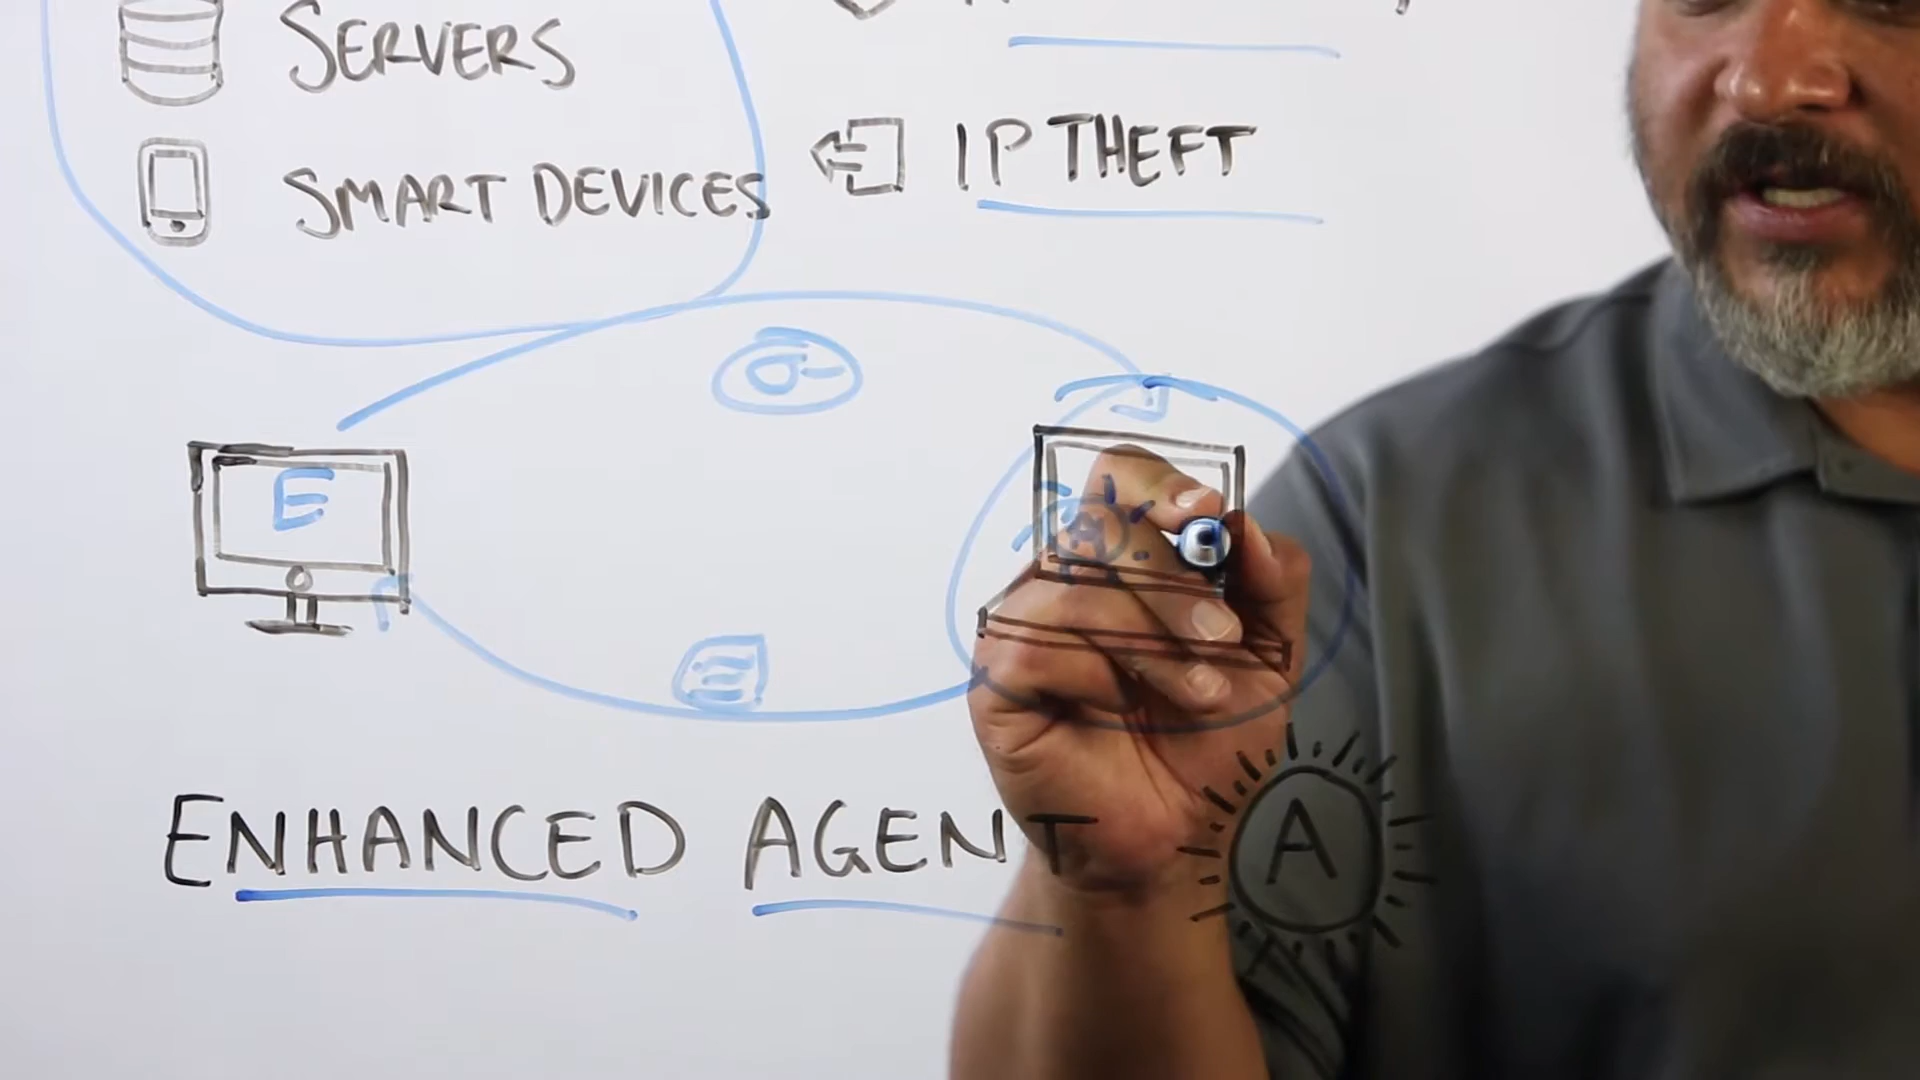 SERVERS
SMART DEVICES
IP THEFT
E
A
ENHANCED AGENT
A